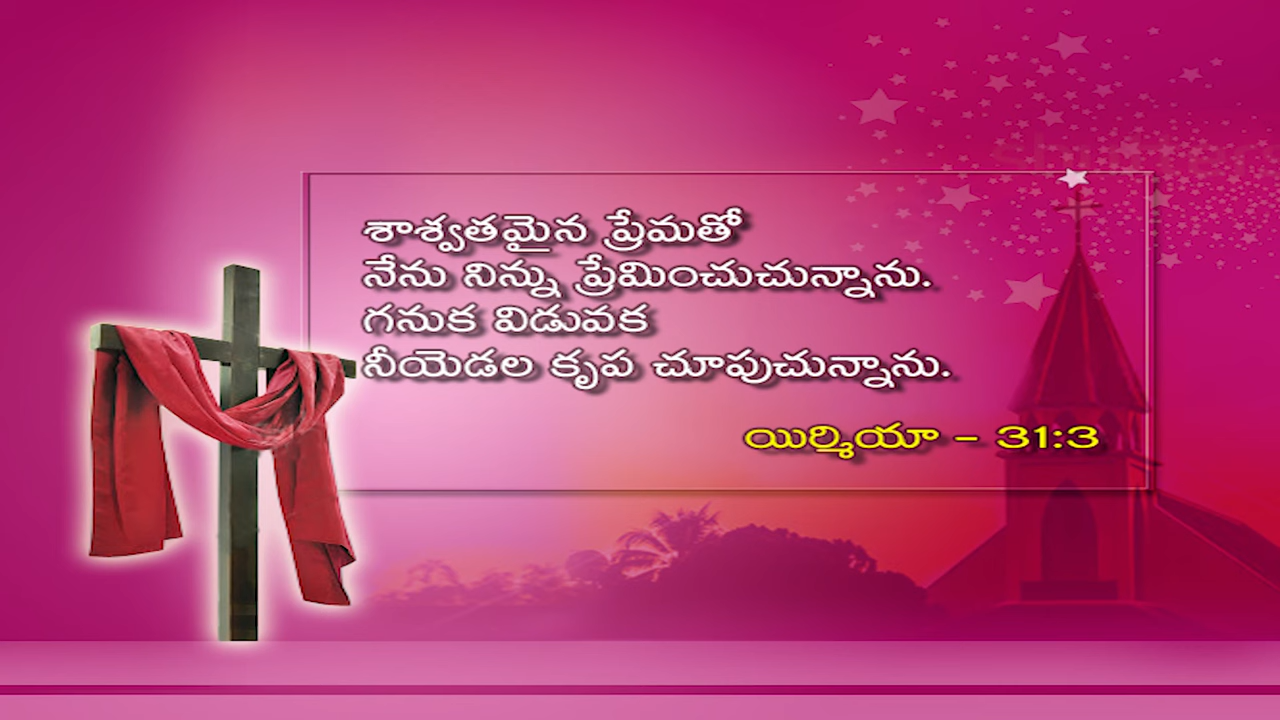 శాశ్వతమైన ప్రేమతో
నేను నిన్ను ప్రేమించుచున్నాను.
గనుక విడువక
నీయెడల కృప చూపుచున్నాను.
యిర్మియా - 31:3